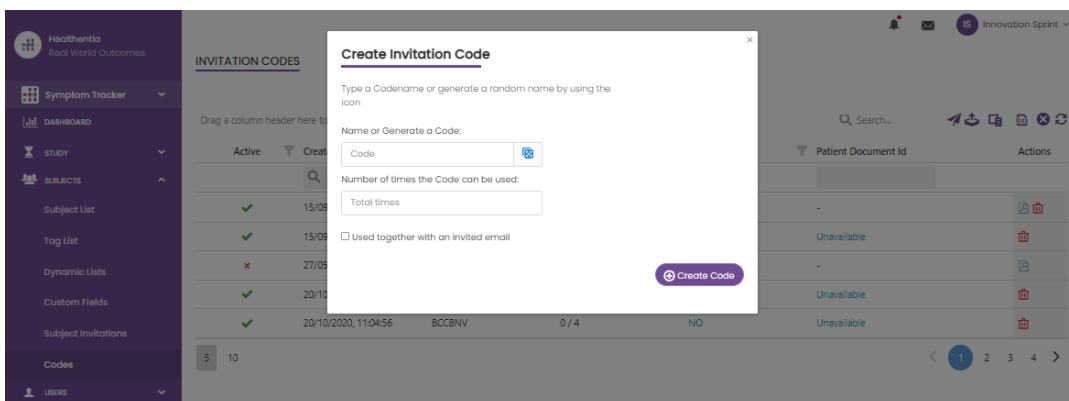 Healthentia
Real World Outcomes
IS Innovation Sprint
INVITATION CODES
Symptom Tracker
DASHBOARD
STUDY
SUBJECTS
Subject List
Tag List
Dynamic Lists
Custom Fields
Subject Invitations
Codes
USERS
Create Invitation Code
×
Type a Codename or generate a random name by using the
icon
Name or Generate a Code:
Code
Number of times the Code can be used:
Total times
Used together with an invited email
Create Code
Drag a column header here to
Search...
Active Creat Patient Document Id Actions
15/09 -
15/09 Unavailable
27/05 -
20/10 Unavailable
20/10/2020, 11:04:56 BCCBNV 0 / 4 NO Unavailable
5 10
1 2 3 4